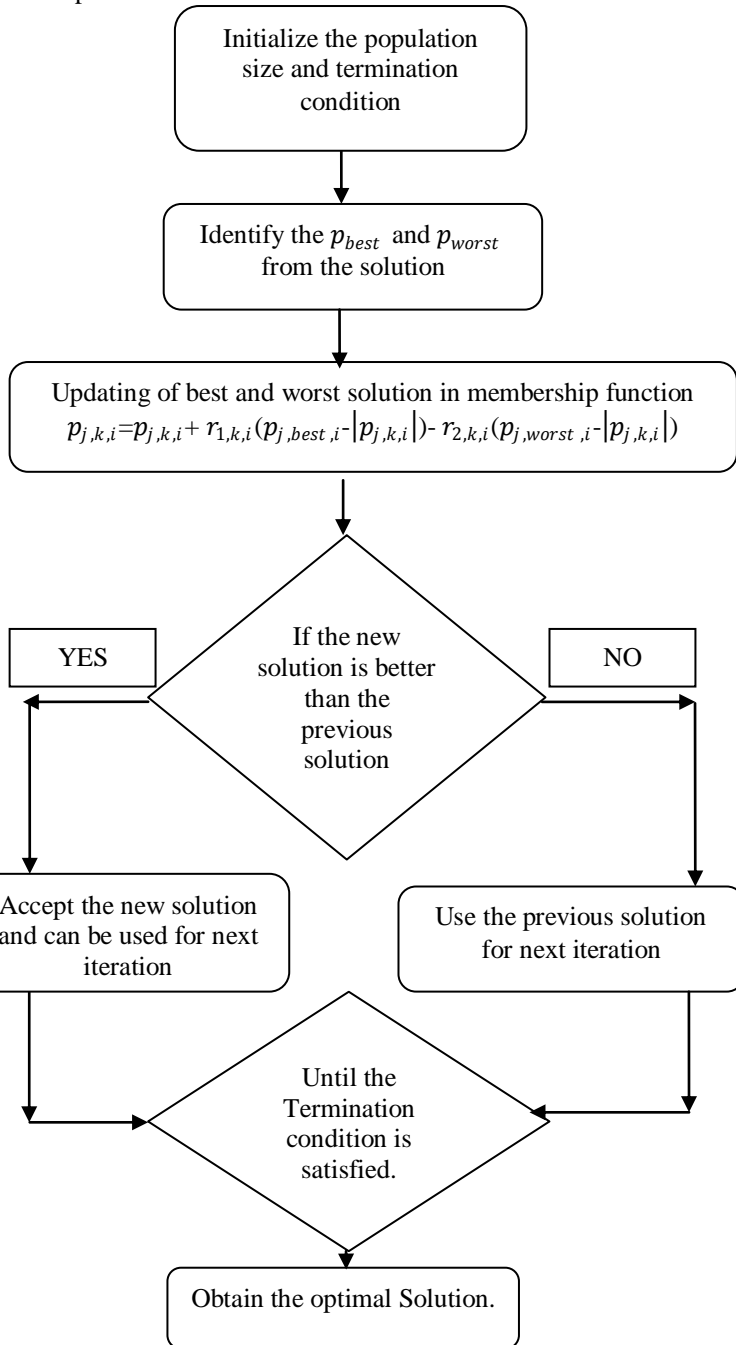 Initialize the population
size and termination
condition
Identify the p_best and p_worst
from the solution
Updating of best and worst solution in membership function
p_j,k,i=p_j,k,i+ r_1,k,i(p_j,best,i-|p_j,k,i|)- r_2,k,i(p_j,worst,i-|p_j,k,i|)
YES
If the new
solution is better
than the
previous
solution
NO
Accept the new solution
and can be used for next
iteration
Use the previous solution
for next iteration
Until the
Termination
condition is
satisfied.
Obtain the optimal Solution.